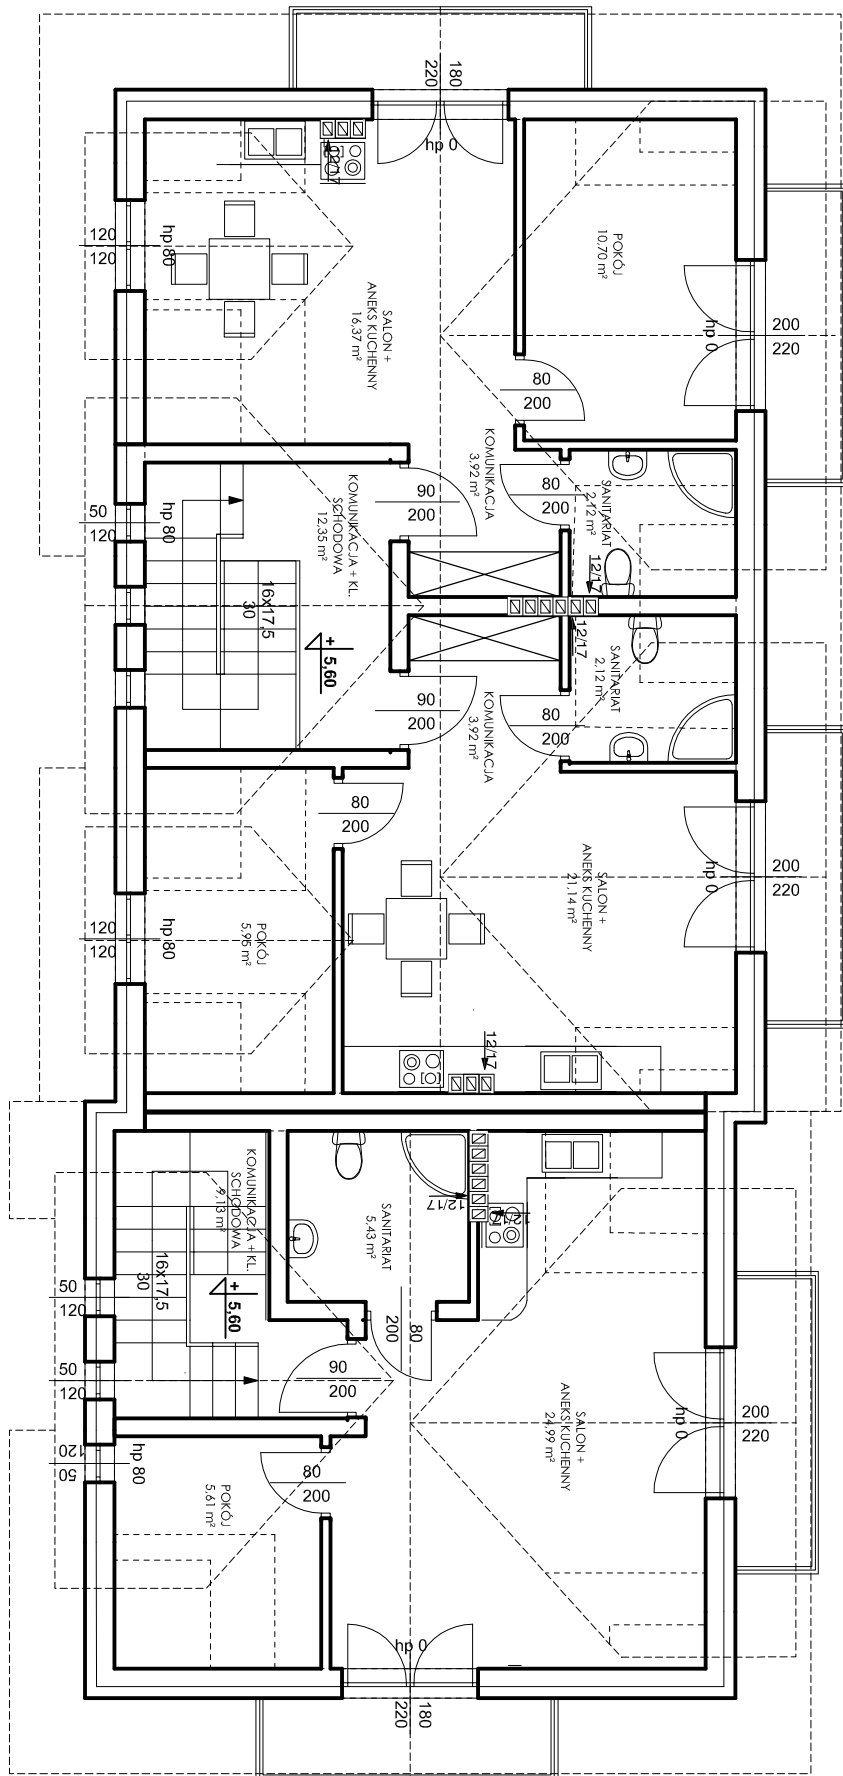 180
220
hp 0
12/17
120
120
hp 80
SALON +
ANEKS KUCHENNY
16,37 m²
POKÓJ
10,70 m²
200
220
hp 0
80
200
KOMUNIKACJA
3,92 m²
90
200
80
200
SANITARIAT
2,12 m²
12/17
KOMUNIKACJA + KL.
SCHODOWA
12,35 m²
50
120
hp 80
16x17,5
30
+
5,60
12/17
SANITARIAT
2,12 m²
KOMUNIKACJA
3,92 m²
90
200
80
200
80
200
SALON +
ANEKS KUCHENNY
21,14 m²
200
220
hp 0
POKÓJ
5,95 m²
120
120
hp 80
12/17
KOMUNIKACJA + KL.
SCHODOWA
9,13 m²
SANITARIAT
5,43 m²
12/17
12/17
16x17,5
30
+
5,60
50
120
50
120
80
200
90
200
SALON +
ANEKS KUCHENNY
24,99 m²
200
220
hp 0
120
50
hp 80
80
200
POKÓJ
5,61 m²
hp 0
180
220